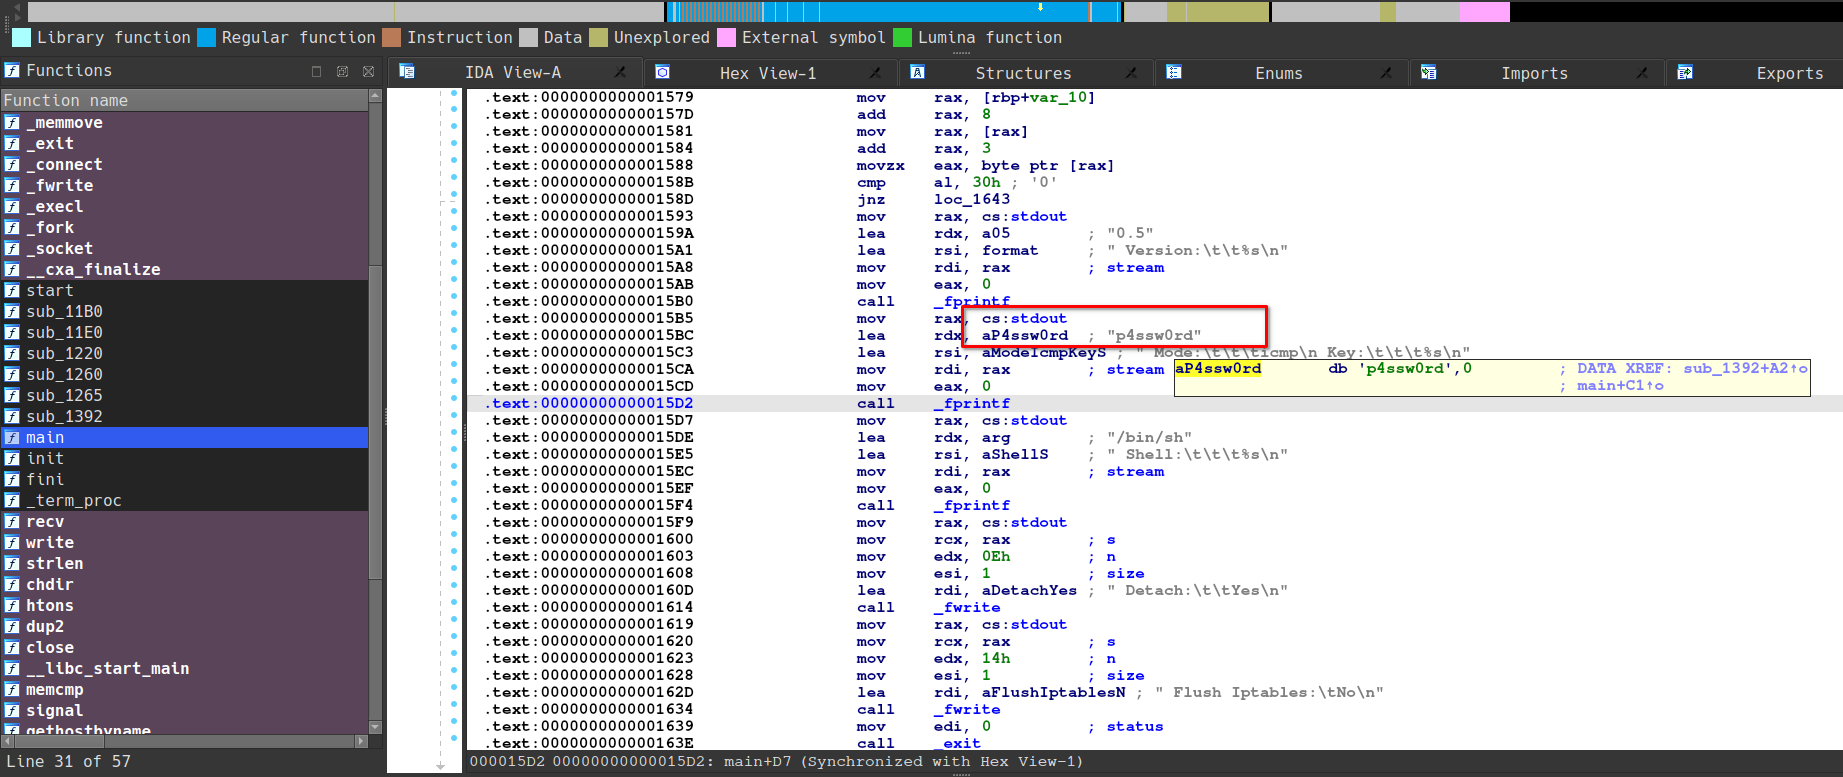 Library function Regular function Instruction Data Unexplored External symbol Lumina function
Functions
Function name
_memmove
_exit
_connect
_fwrite
_execl
_fork
_socket
__cxa_finalize
start
sub_11B0
sub_11E0
sub_1220
sub_1260
sub_1265
sub_1392
main
init
fini
_term_proc
recv
write
strlen
chdir
htons
dup2
close
__libc_start_main
memcmp
signal
gethostbyname
Line 31 of 57
IDA View-A Hex View-1 Structures Enums Imports Exports
.text:0000000000001579 mov rax, [rbp+var_10]
.text:000000000000157D add rax, 8
.text:0000000000001581 mov rax, [rax]
.text:0000000000001584 add rax, 3
.text:0000000000001588 movzx eax, byte ptr [rax]
.text:000000000000158B cmp al, 30h ; '0'
.text:000000000000158D jnz loc_1643
.text:0000000000001593 mov rax, cs:stdout
.text:000000000000159A lea rdx, a05 ; "0.5"
.text:00000000000015A1 lea rsi, format ; " Version:\t\t%s\n"
.text:00000000000015A8 mov rdi, rax ; stream
.text:00000000000015AB mov eax, 0
.text:00000000000015B0 call _fprintf
.text:00000000000015B5 mov rax, cs:stdout
.text:00000000000015BC lea rdx, aP4ssw0rd ; "p4ssw0rd"
.text:00000000000015C3 lea rsi, aModeIcmpKeyS ; " Mode:\t\t\ticmp\n Key:\t\t\t%s\n"
.text:00000000000015CA mov rdi, rax ; stream
.text:00000000000015CD mov eax, 0
.text:00000000000015D2 call _fprintf
.text:00000000000015D7 mov rax, cs:stdout
.text:00000000000015DE lea rdx, arg ; "/bin/sh"
.text:00000000000015E5 lea rsi, aShellS ; " Shell:\t\t\t%s\n"
.text:00000000000015EC mov rdi, rax ; stream
.text:00000000000015EF mov eax, 0
.text:00000000000015F4 call _fprintf
.text:00000000000015F9 mov rax, cs:stdout
.text:0000000000001600 mov rcx, rax ; s
.text:0000000000001603 mov edx, 0Eh ; n
.text:0000000000001608 mov esi, 1 ; size
.text:000000000000160D lea rdi, aDetachYes ; " Detach:\t\tYes\n"
.text:0000000000001614 call _fwrite
.text:0000000000001619 mov rax, cs:stdout
.text:0000000000001620 mov rcx, rax ; s
.text:0000000000001623 mov edx, 14h ; n
.text:0000000000001628 mov esi, 1 ; size
.text:000000000000162D lea rdi, aFlushIptablesN ; " Flush Iptables:\tNo\n"
.text:0000000000001634 call _fwrite
.text:0000000000001639 mov edi, 0 ; status
.text:000000000000163E call _exit
aP4ssw0rd db 'p4ssw0rd',0 ; DATA XREF: sub_1392+A2↑o
; main+C1↑o
000015D2 00000000000015D2: main+D7 (Synchronized with Hex View-1)